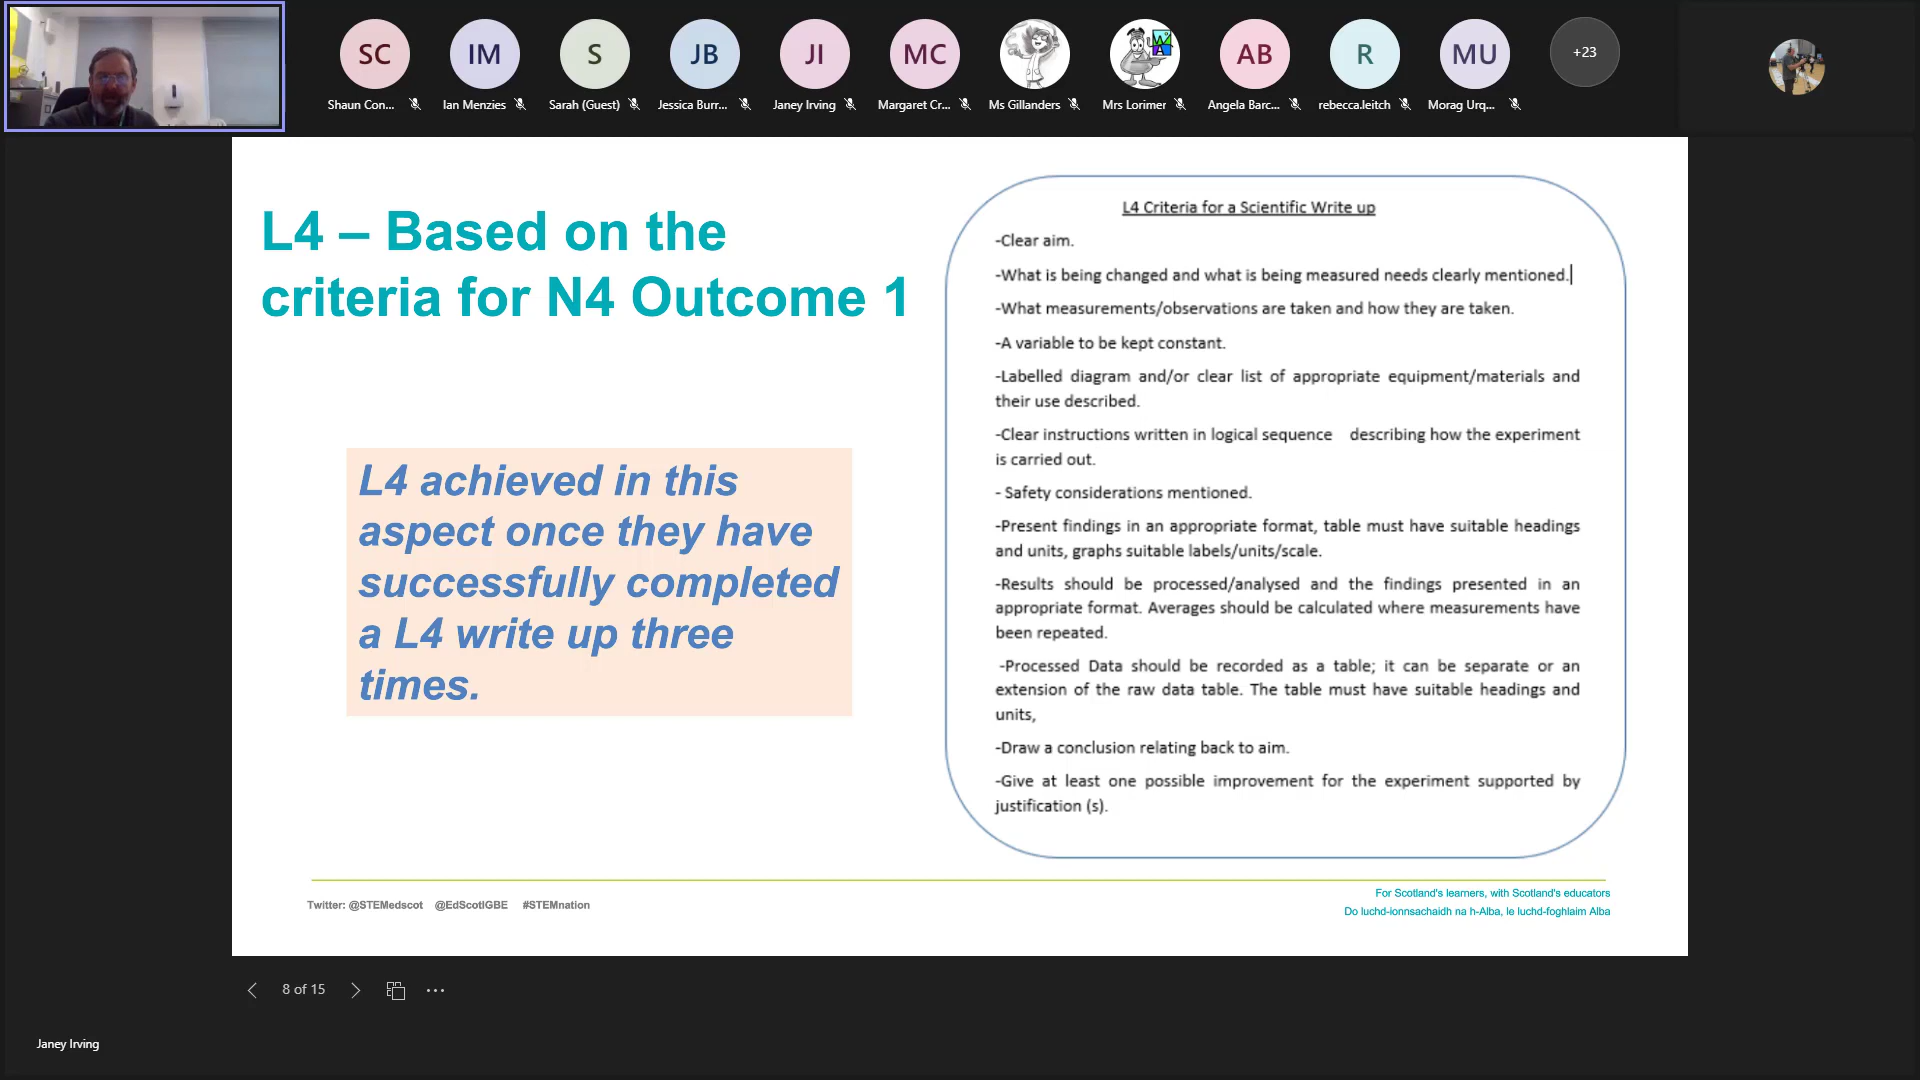 SC
IM
S
JB
JI
MC
AB
R
MU
+23
Shaun Con...
Ian Menzies
Sarah (Guest)
Jessica Burr...
Janey Irving
Margaret Cr...
Ms Gillanders
Mrs Lorimer
Angela Barc...
rebecca.leitch
Morag Urq...
L4 – Based on the
criteria for N4 Outcome 1
L4 achieved in this
aspect once they have
successfully completed
a L4 write up three
times.
L4 Criteria for a Scientific Write up
-Clear aim.
-What is being changed and what is being measured needs clearly mentioned.
-What measurements/observations are taken and how they are taken.
-A variable to be kept constant.
-Labelled diagram and/or clear list of appropriate equipment/materials and
their use described.
-Clear instructions written in logical sequence describing how the experiment
is carried out.
- Safety considerations mentioned.
-Present findings in an appropriate format, table must have suitable headings
and units, graphs suitable labels/units/scale.
-Results should be processed/analysed and the findings presented in an
appropriate format. Averages should be calculated where measurements have
been repeated.
-Processed Data should be recorded as a table; it can be separate or an
extension of the raw data table. The table must have suitable headings and
units,
-Draw a conclusion relating back to aim.
-Give at least one possible improvement for the experiment supported by
justification (s).
Twitter: @STEMedscot @EdScotIGBE #STEMnation
For Scotland's learners, with Scotland's educators
Do luchd-ionnsachaidh na h-Alba, le luchd-foghlaim Alba
8 of 15
Janey Irving